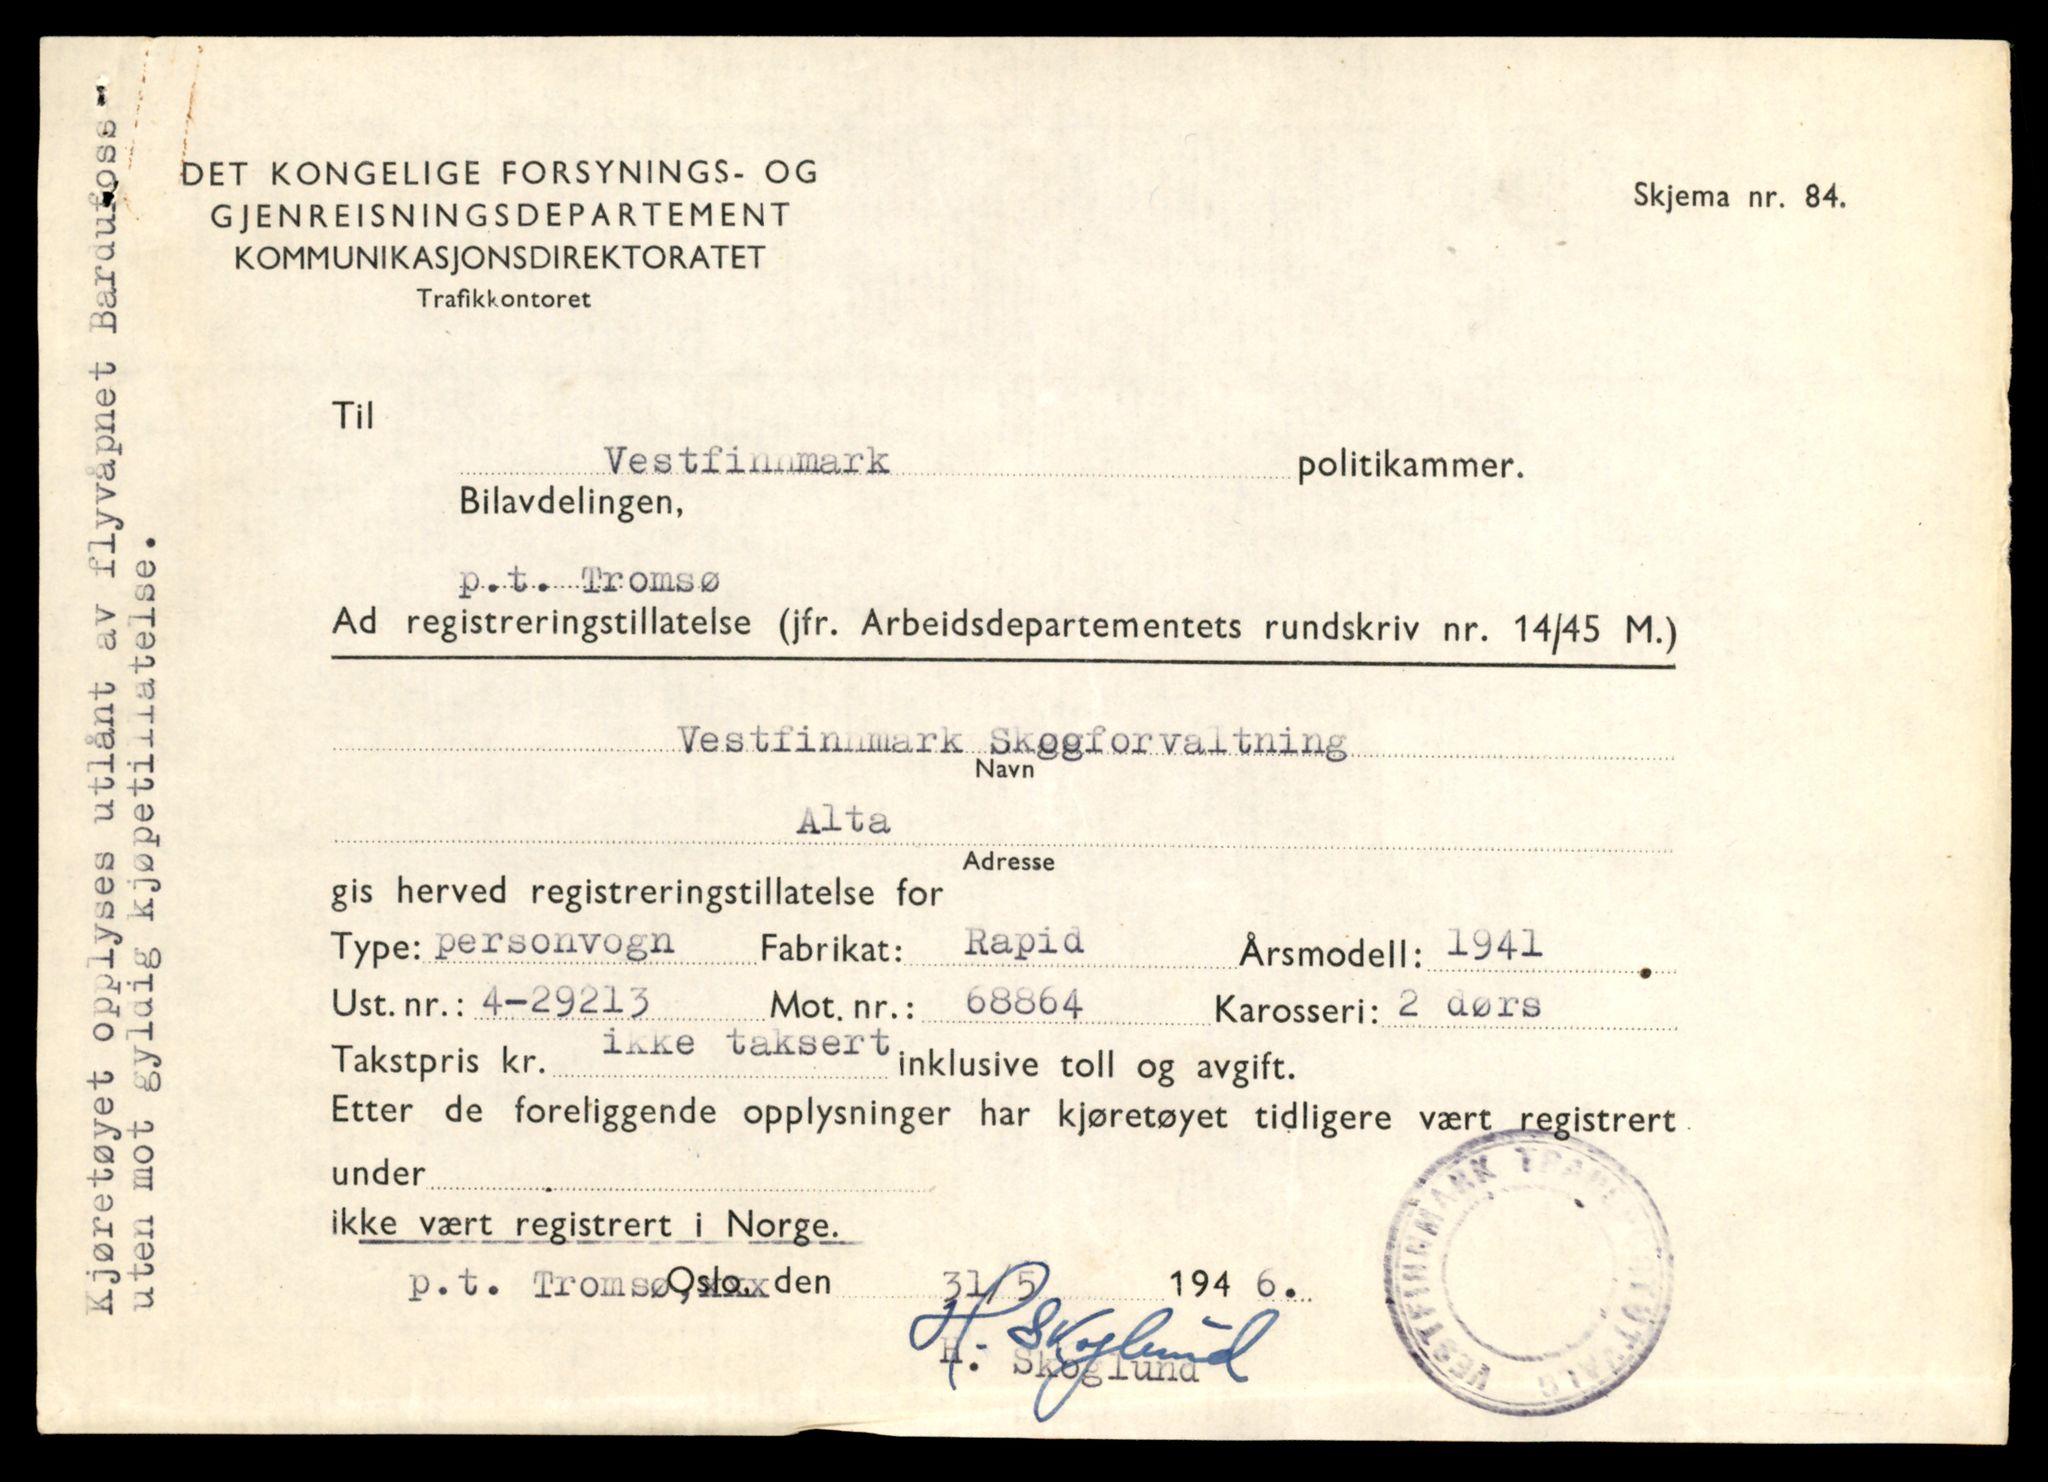 DET KONGELIGE FORSYNINGS- OG
GJENREISNINGSDEPARTEMENT
KOMMUNIKASJONSDIREKTORATET
Trafikkontoret
Skjema nr. 84.
Til
Vestfinnmark politikammer.
Bilavdelingen,
p.t. Tromsø
Ad registreringstillatelse (jfr. Arbeidsdepartementets rundskriv nr. 14/45 M.)
Vestfinnmark Skogforvaltning
Navn
Alta
Adresse
gis herved registreringstillatelse for
Type: personvogn Fabrikat: Rapid Årsmodell: 1941
Ust. nr.: 4-29213 Mot. nr.: 68864 Karosseri: 2 dørs
Takstpris kr. ikke taksert inklusive toll og avgift.
Etter de foreliggende opplysninger har kjøretøyet tidligere vært registrert
under
ikke vært registrert i Norge.
p.t. Tromsø, Oslo, den 31/5 1946.
H Skoglund
H. Skoglund
VESTFINNMARK
Kjøretøyet opplyses utlånt av flyvåpnet Bardufoss -
uten mot gyldig kjøpetillatelse.